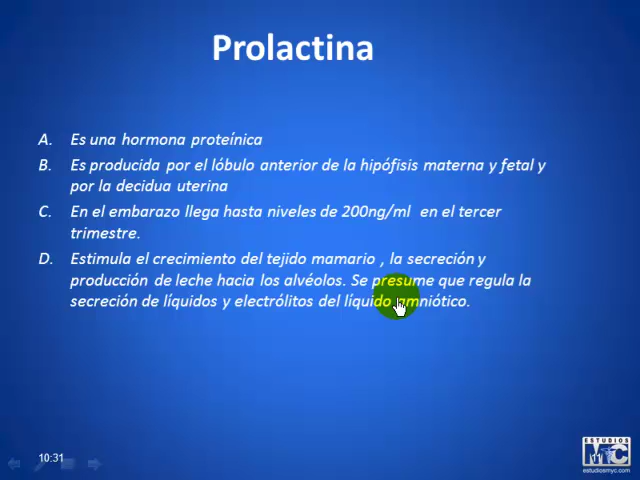 Prolactina
A. Es una hormona proteínica
B. Es producida por el lóbulo anterior de la hipófisis materna y fetal y
por la decidua uterina
C. En el embarazo llega hasta niveles de 200ng/ml en el tercer
trimestre.
D. Estimula el crecimiento del tejido mamario , la secreción y
producción de leche hacia los alvéolos. Se presume que regula la
secreción de líquidos y electrólitos del líquido amniótico.
10:31
ESTUDIOS
MYC
11
estudiosmyc.com